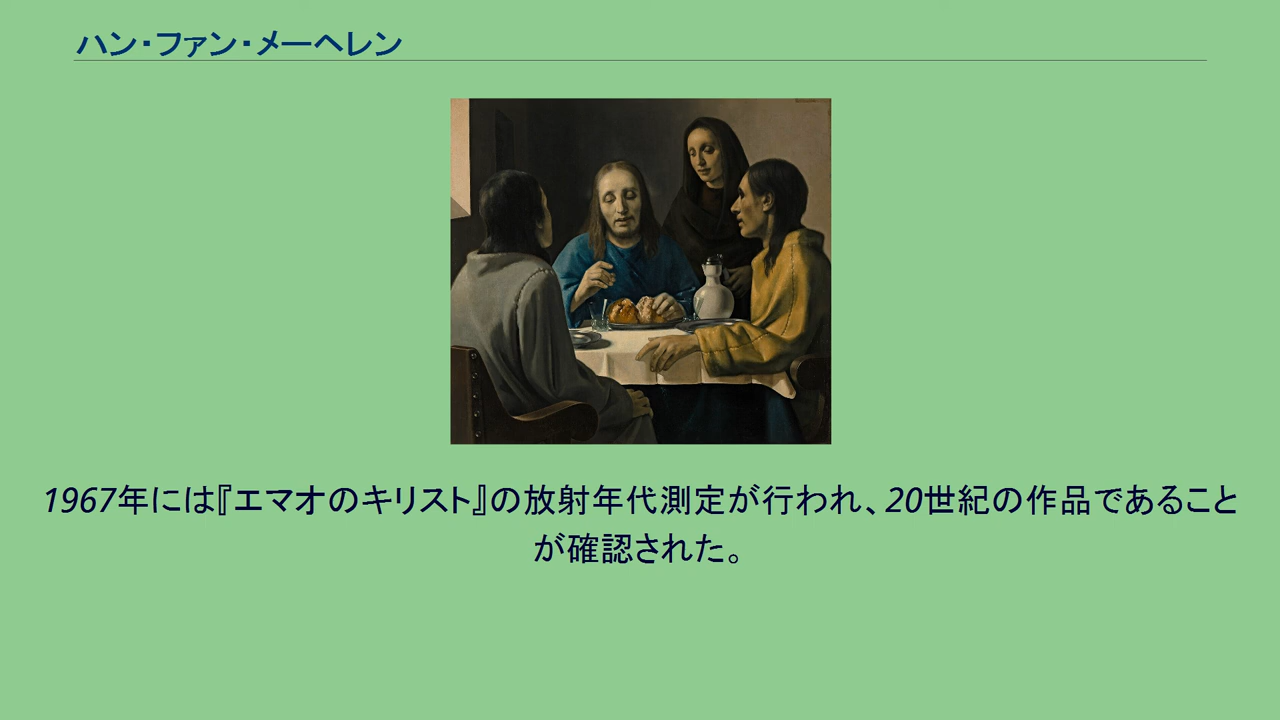 ハン・ファン・メーヘレン
1967年には『エマオのキリスト』の放射年代測定が行われ、20世紀の作品であること
が確認された。